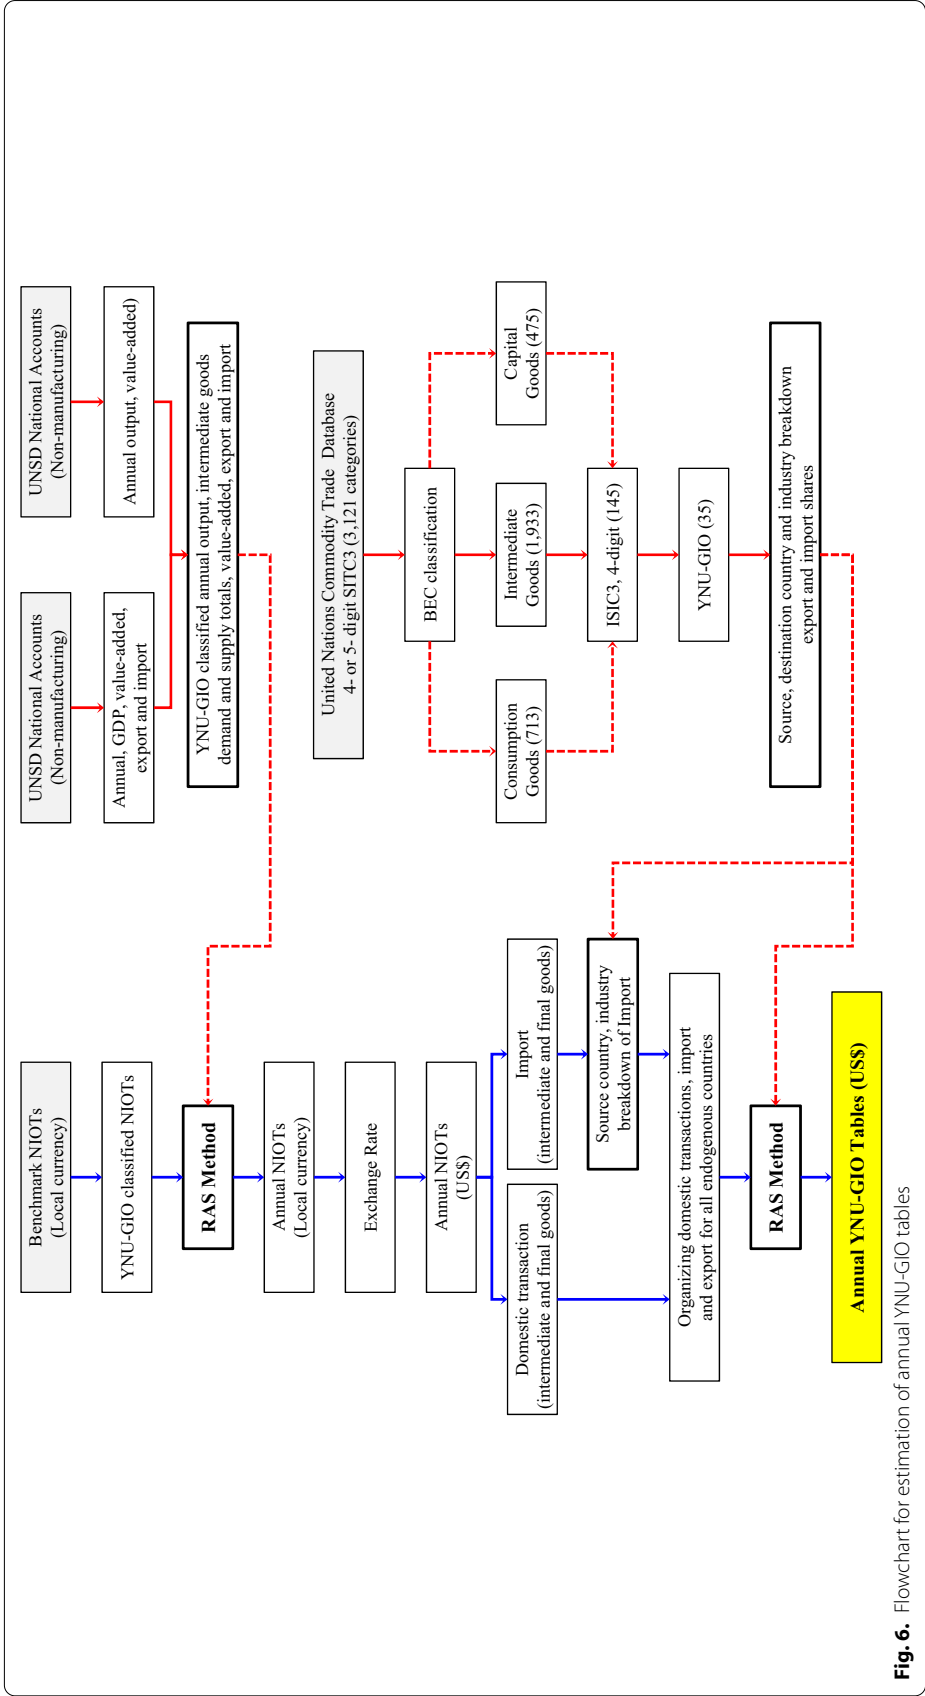 Benchmark NIOTs
(Local currency)
YNU-GIO classified NIOTs
RAS Method
Annual NIOTs
(Local currency)
Exchange Rate
Annual NIOTs
(US$)
Domestic transaction
(intermediate and final goods)
Import
(intermediate and final goods)
Source country, industry
breakdown of Import
Organizing domestic transactions, import
and export for all endogenous countries
RAS Method
Annual YNU-GIO Tables (US$)
UNSD National Accounts
(Non-manufacturing)
Annual, GDP, value-added,
export and import
UNSD National Accounts
(Non-manufacturing)
Annual output, value-added)
YNU-GIO classified annual output, intermediate goods
demand and supply totals, value-added, export and import
United Nations Commodity Trade Database
4- or 5- digit SITC3 (3,121 categories)
BEC classification
Consumption
Goods (713)
Intermediate
Goods (1,933)
Capital
Goods (475)
ISIC3, 4-digit (145)
YNU-GIO (35)
Source, destination country and industry breakdown
export and import shares
Fig. 6. Flowchart for estimation of annual YNU-GIO tables